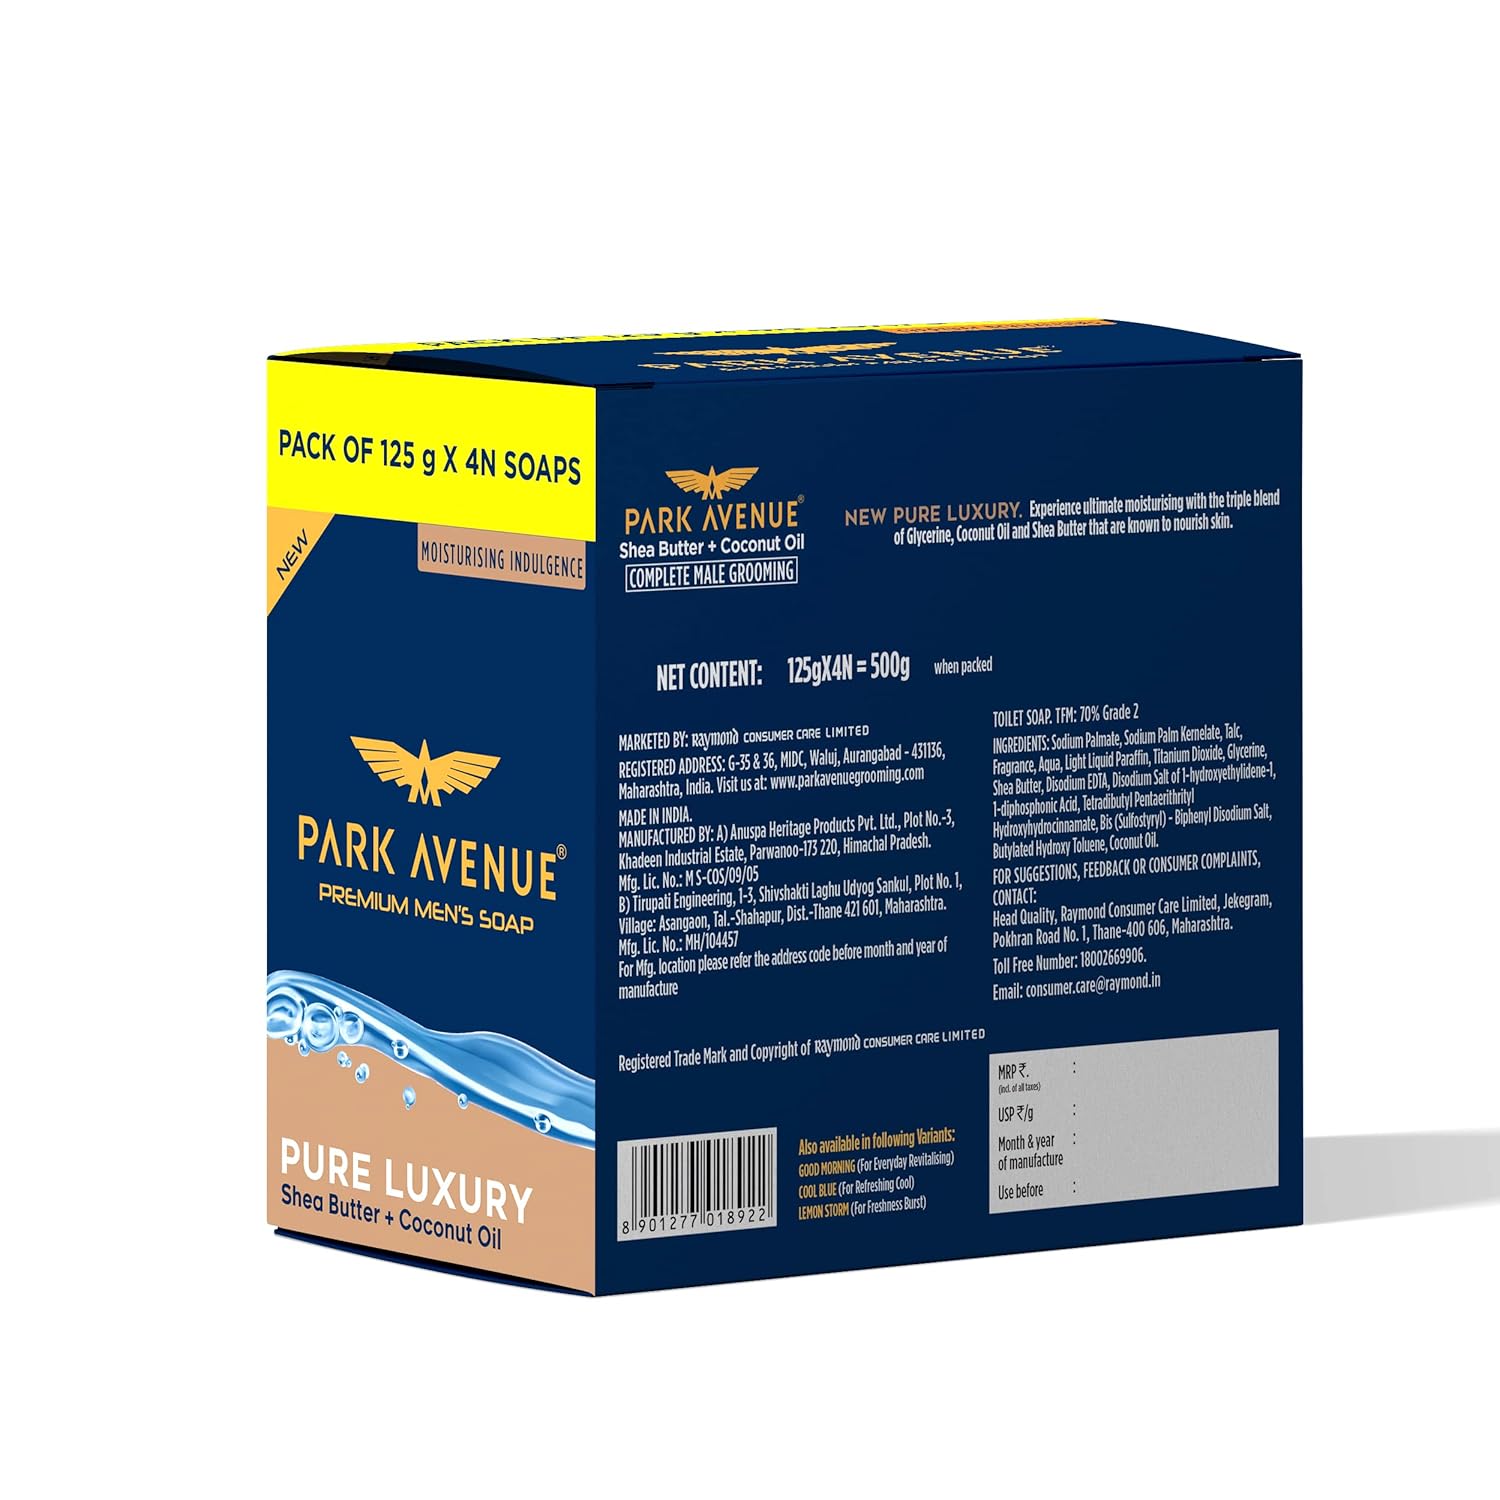 PACK OF 125 g X 4N SOAPS
PARK AVENUE
PACK OF 125 g X 4N SOAPS
NEW
MOISTURISING INDULGENCE
PARK AVENUE®
PREMIUM MEN'S SOAP
PURE LUXURY
Shea Butter + Coconut Oil
PARK AVENUE®
Shea Butter + Coconut Oil
COMPLETE MALE GROOMING
NEW PURE LUXURY. Experience ultimate moisturising with the triple blend
of Glycerine, Coconut Oil and Shea Butter that are known to nourish skin.
NET CONTENT: 125gX4N = 500g when packed
MARKETED BY: Raymond CONSUMER CARE LIMITED
REGISTERED ADDRESS: G-35 & 36, MIDC, Waluj, Aurangabad - 431136,
Maharashtra, India. Visit us at: www.parkavenuegrooming.com
MADE IN INDIA.
MANUFACTURED BY: A) Anuspa Heritage Products Pvt. Ltd., Plot No.-3,
Khadeen Industrial Estate, Parwanoo-173 220, Himachal Pradesh.
Mfg. Lic. No.: M S-COS/09/05
B) Tirupati Engineering, 1-3, Shivshakti Laghu Udyog Sankul, Plot No. 1,
Village: Asangaon, Tal.-Shahapur, Dist.-Thane 421 601, Maharashtra.
Mfg. Lic. No.: MH/104457
For Mfg. location please refer the address code before month and year of
manufacture
TOILET SOAP. TFM: 70% Grade 2
INGREDIENTS: Sodium Palmate, Sodium Palm Kernelate, Talc,
Fragrance, Aqua, Light Liquid Paraffin, Titanium Dioxide, Glycerine,
Shea Butter, Disodium EDTA, Disodium Salt of 1-hydroxyethylidene-1,
1-diphosphonic Acid, Tetradibutyl Pentaerithrityl
Hydroxyhydrocinnamate, Bis (Sulfostyryl) - Biphenyl Disodium Salt,
Butylated Hydroxy Toluene, Coconut Oil.
FOR SUGGESTIONS, FEEDBACK OR CONSUMER COMPLAINTS,
CONTACT:
Head Quality, Raymond Consumer Care Limited, Jekegram,
Pokhran Road No. 1, Thane-400 606, Maharashtra.
Toll Free Number: 18002669906.
Email: consumer.care@raymond.in
Registered Trade Mark and Copyright of Raymond CONSUMER CARE LIMITED
8 901277 018922
Also available in following Variants:
GOOD MORNING (For Everyday Revitalising)
COOL BLUE (For Refreshing Cool)
LEMON STORM (For Freshness Burst)
MRP ₹. :
(incl. of all taxes)
USP ₹/g :
Month & year :
of manufacture
Use before :